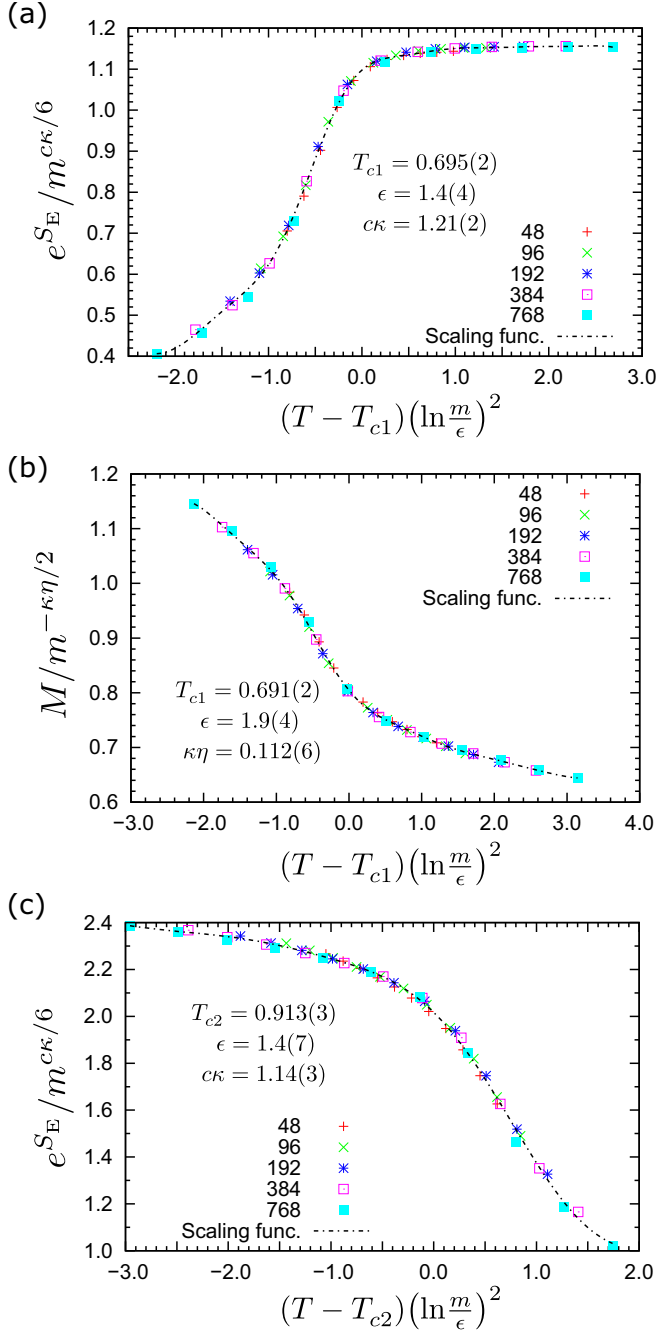 (a)
e^{S_E}/m^{cκ/6}
1.2
1.1
1.0
0.9
0.8
0.7
0.6
0.5
0.4
T_{c1} = 0.695(2)
ϵ = 1.4(4)
cκ = 1.21(2)
48
96
192
384
768
Scaling func.
−2.0 −1.0 0.0 1.0 2.0 3.0
(T − T_{c1})(ln m/ϵ)^2
(b)
M/m^{−κη/2}
1.2
1.1
1.0
0.9
0.8
0.7
0.6
48
96
192
384
768
Scaling func.
T_{c1} = 0.691(2)
ϵ = 1.9(4)
κη = 0.112(6)
−3.0 −2.0 −1.0 0.0 1.0 2.0 3.0 4.0
(T − T_{c1})(ln m/ϵ)^2
(c)
e^{S_E}/m^{cκ/6}
2.4
2.2
2.0
1.8
1.6
1.4
1.2
1.0
T_{c2} = 0.913(3)
ϵ = 1.4(7)
cκ = 1.14(3)
48
96
192
384
768
Scaling func.
−3.0 −2.0 −1.0 0.0 1.0 2.0
(T − T_{c2})(ln m/ϵ)^2